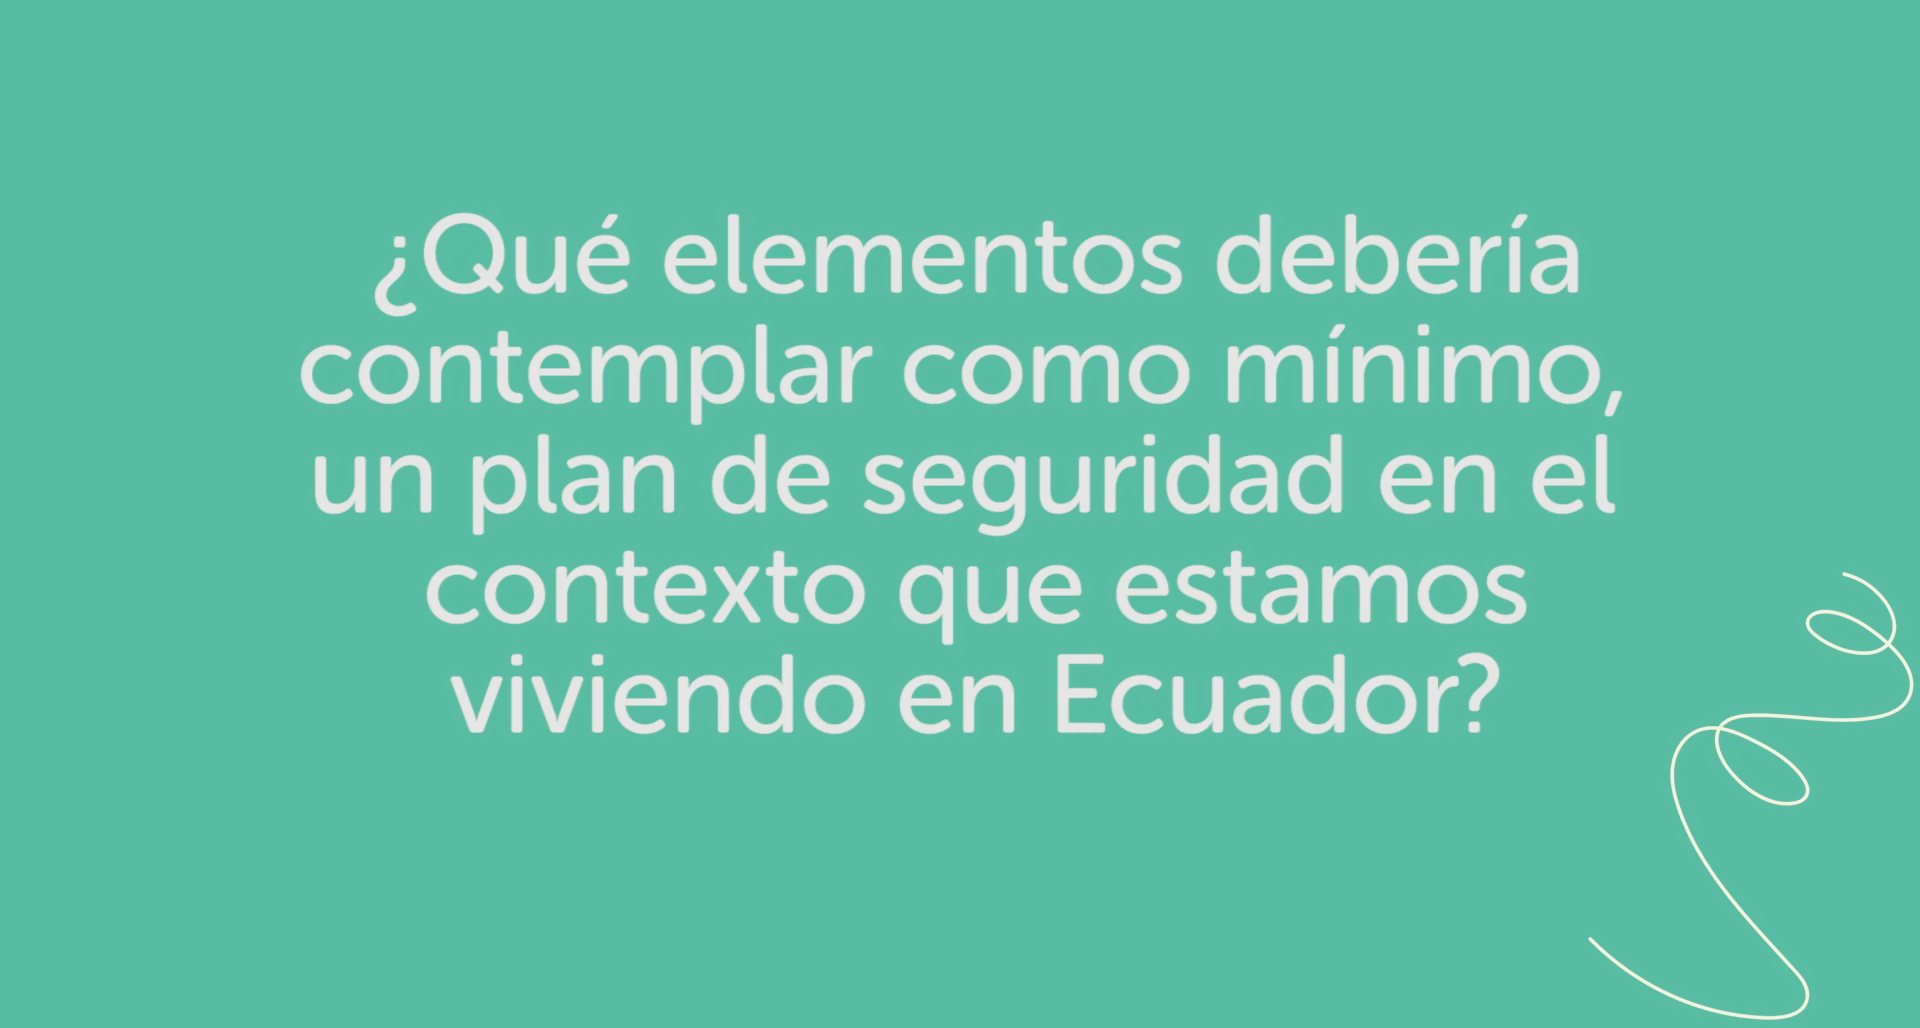 ¿Qué elementos debería
contemplar como mínimo,
un plan de seguridad en el
contexto que estamos
viviendo en Ecuador?